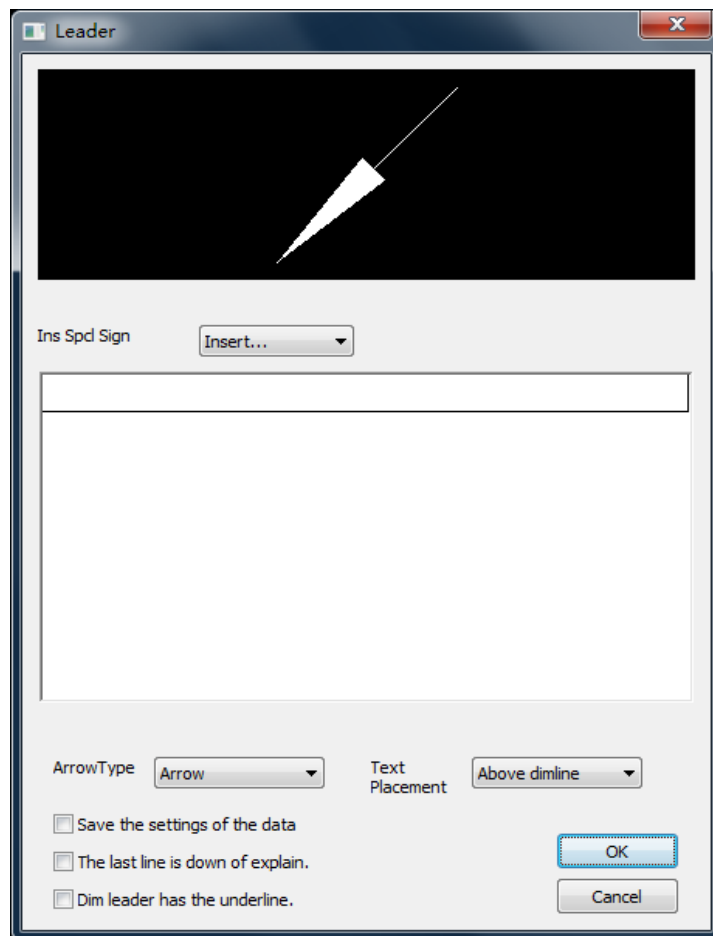 Leader
Ins Spcl Sign
Insert...
ArrowType
Arrow
Text
Placement
Above dimline
Save the settings of the data
The last line is down of explain.
Dim leader has the underline.
OK
Cancel